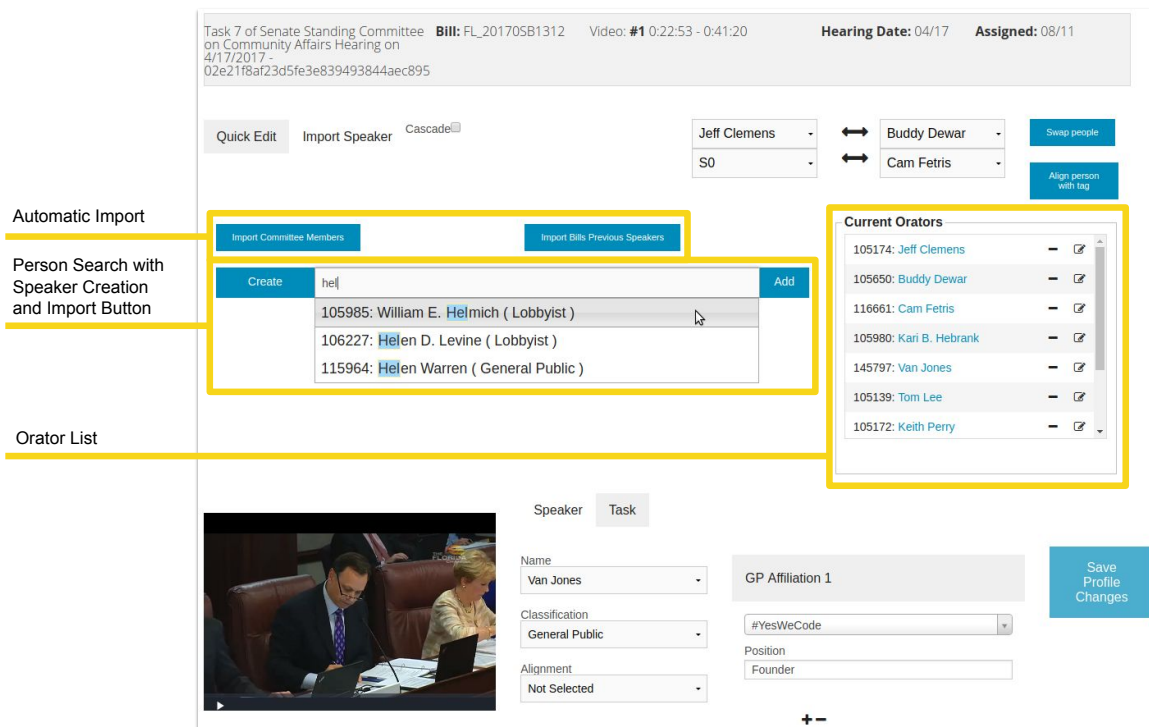 Task 7 of Senate Standing Committee on Community Affairs Hearing on 4/17/2017 - 02e21f8af23d5fe3e839493844aec895
Bill: FL_20170SB1312
Video: #1 0:22:53 - 0:41:20
Hearing Date: 04/17
Assigned: 08/11
Quick Edit
Import Speaker
Cascade
Jeff Clemens
Buddy Dewar
Swap people
S0
Cam Fetris
Align person
with tag
Automatic Import
Import Committee Members
Import Bills Previous Speakers
Person Search with
Speaker Creation
and Import Button
Create
hel
Add
105985: William E. Helmich ( Lobbyist )
106227: Helen D. Levine ( Lobbyist )
115964: Helen Warren ( General Public )
Current Orators
105174: Jeff Clemens
105650: Buddy Dewar
116661: Cam Fetris
105980: Kari B. Hebrank
145797: Van Jones
105139: Tom Lee
105172: Keith Perry
Orator List
Speaker
Task
Name
Van Jones
Classification
General Public
Alignment
Not Selected
GP Affiliation 1
#YesWeCode
Position
Founder
Save
Profile
Changes